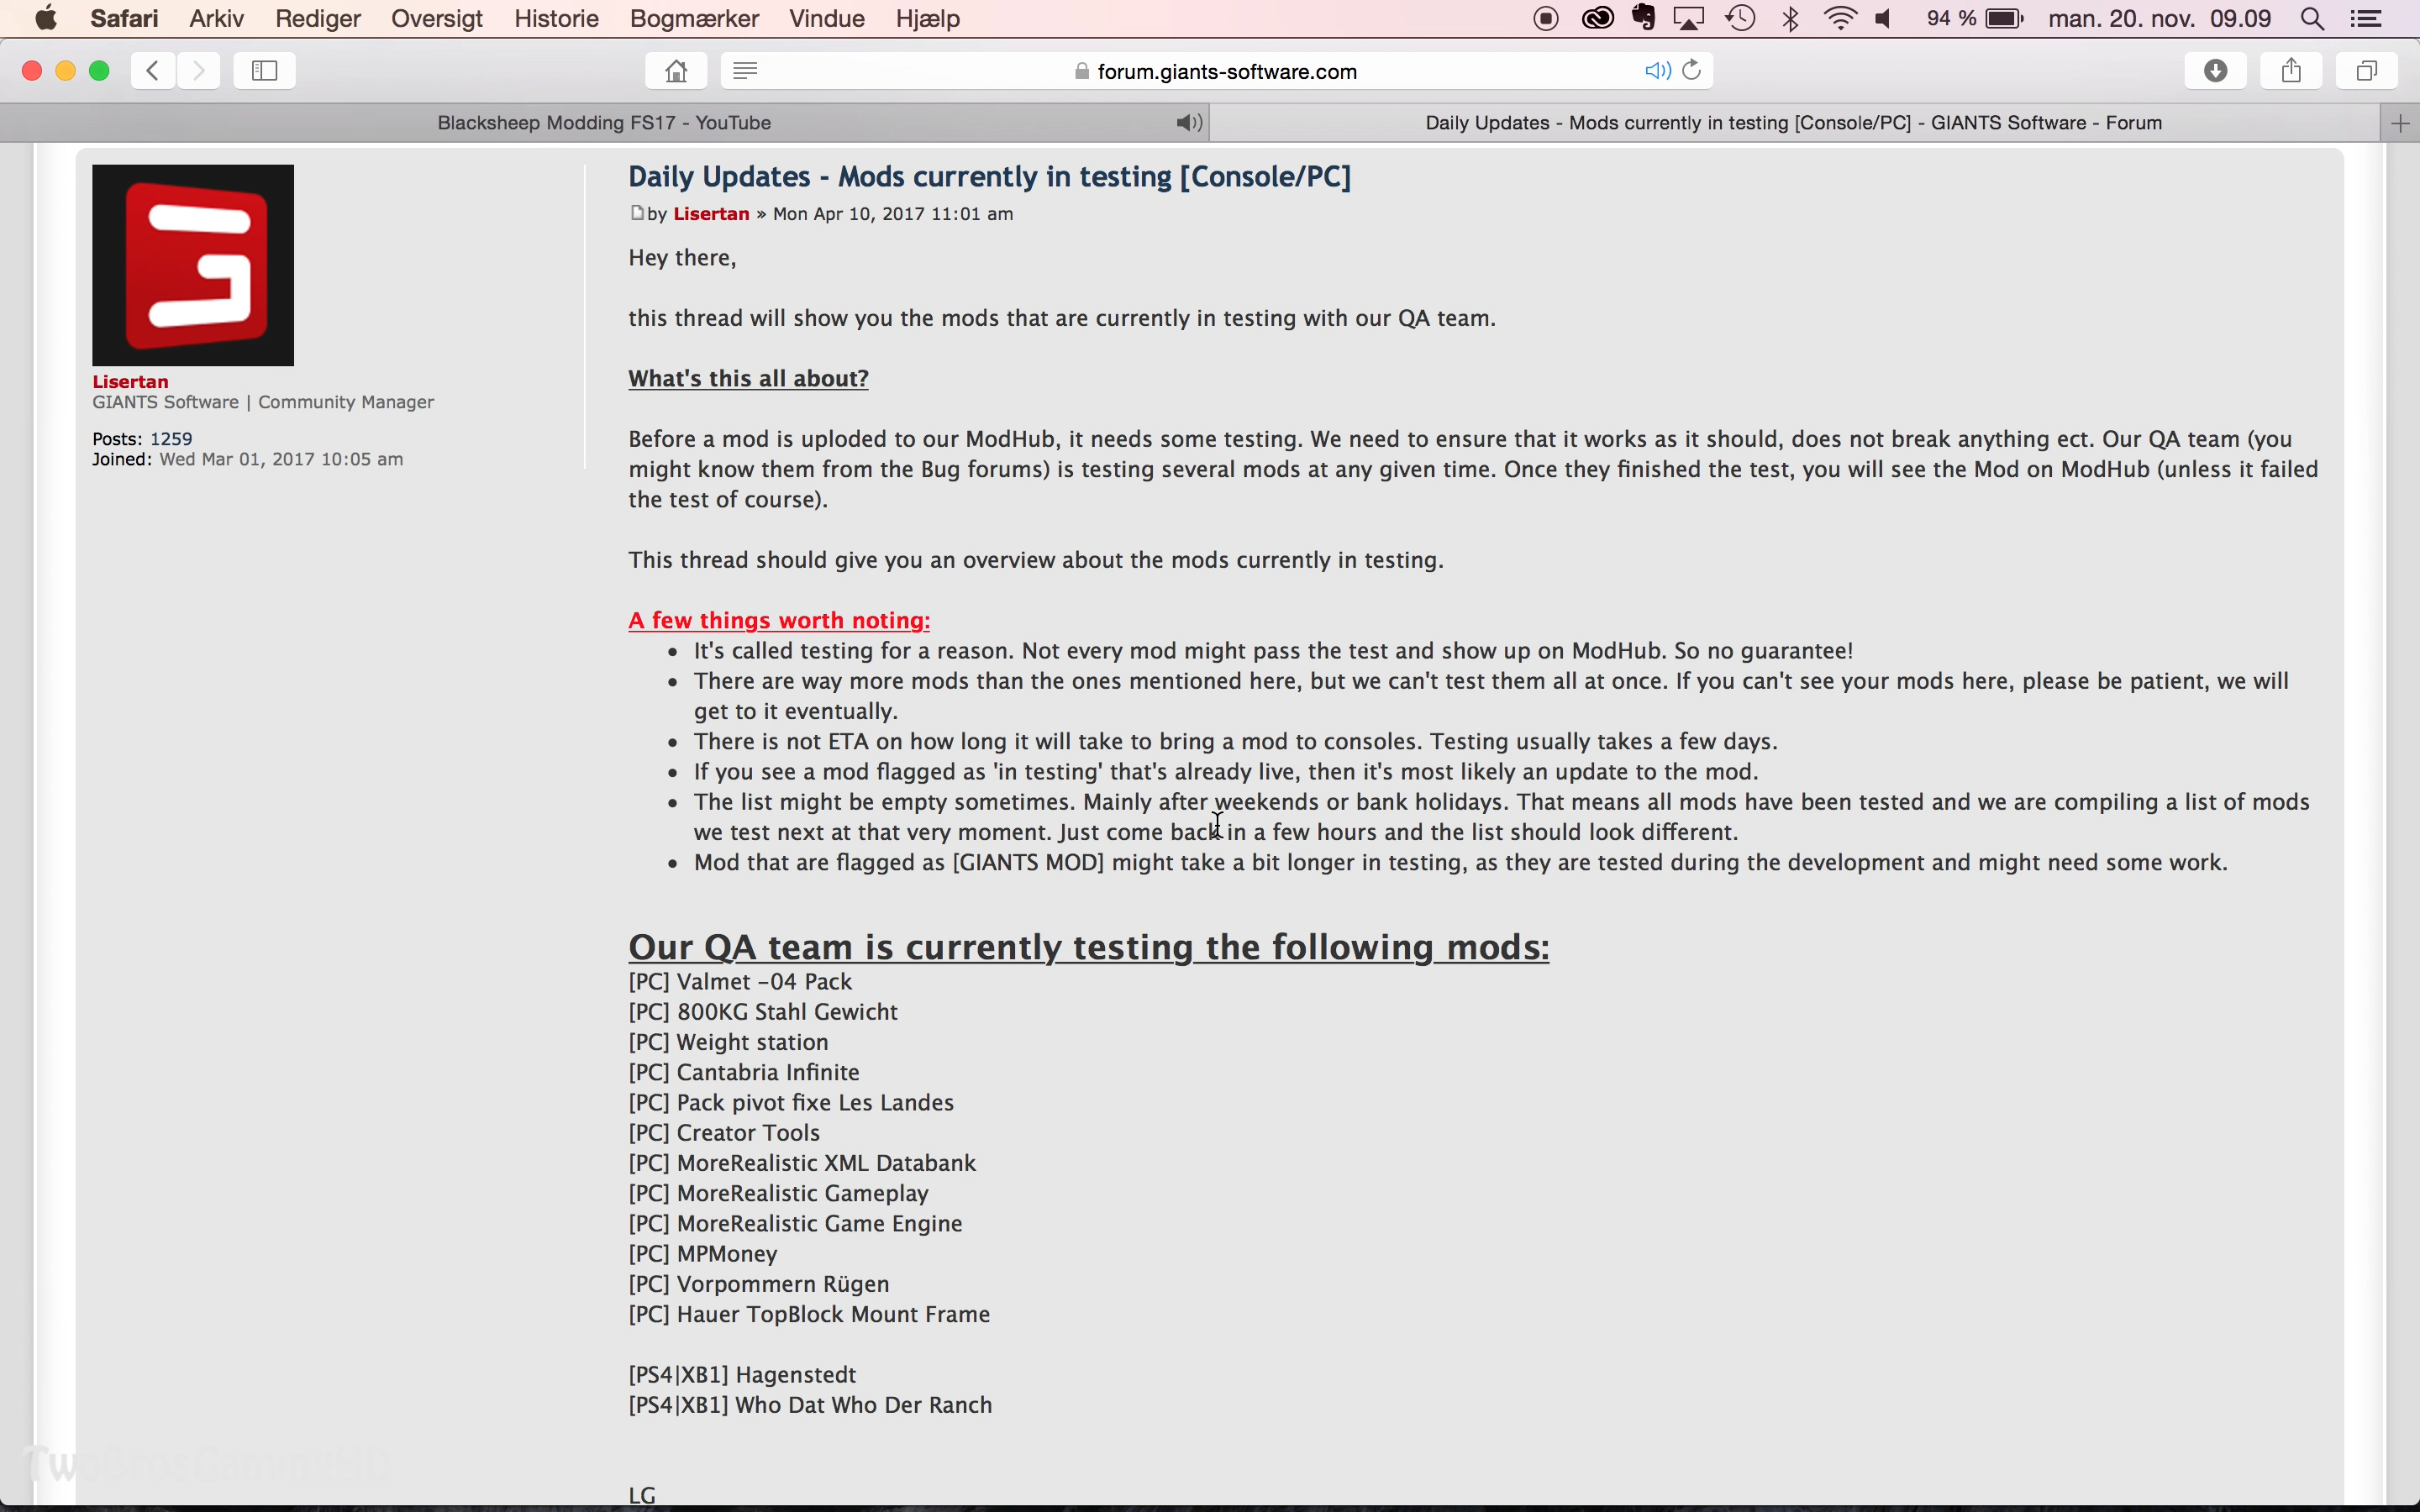 Safari Arkiv Rediger Oversigt Historie Bogmærker Vindue Hjælp 94 % man. 20. nov. 09.09
forum.giants-software.com
Blacksheep Modding FS17 - YouTube
Daily Updates - Mods currently in testing [Console/PC] - GIANTS Software - Forum
Lisertan
GIANTS Software | Community Manager
Posts: 1259
Joined: Wed Mar 01, 2017 10:05 am
Daily Updates - Mods currently in testing [Console/PC]
by Lisertan » Mon Apr 10, 2017 11:01 am
Hey there,
this thread will show you the mods that are currently in testing with our QA team.
What's this all about?
Before a mod is uploded to our ModHub, it needs some testing. We need to ensure that it works as it should, does not break anything ect. Our QA team (you
might know them from the Bug forums) is testing several mods at any given time. Once they finished the test, you will see the Mod on ModHub (unless it failed
the test of course).
This thread should give you an overview about the mods currently in testing.
A few things worth noting:
• It's called testing for a reason. Not every mod might pass the test and show up on ModHub. So no guarantee!
• There are way more mods than the ones mentioned here, but we can't test them all at once. If you can't see your mods here, please be patient, we will
get to it eventually.
• There is not ETA on how long it will take to bring a mod to consoles. Testing usually takes a few days.
• If you see a mod flagged as 'in testing' that's already live, then it's most likely an update to the mod.
• The list might be empty sometimes. Mainly after weekends or bank holidays. That means all mods have been tested and we are compiling a list of mods
we test next at that very moment. Just come back in a few hours and the list should look different.
• Mod that are flagged as [GIANTS MOD] might take a bit longer in testing, as they are tested during the development and might need some work.
Our QA team is currently testing the following mods:
[PC] Valmet -04 Pack
[PC] 800KG Stahl Gewicht
[PC] Weight station
[PC] Cantabria Infinite
[PC] Pack pivot fixe Les Landes
[PC] Creator Tools
[PC] MoreRealistic XML Databank
[PC] MoreRealistic Gameplay
[PC] MoreRealistic Game Engine
[PC] MPMoney
[PC] Vorpommern Rügen
[PC] Hauer TopBlock Mount Frame
[PS4|XB1] Hagenstedt
[PS4|XB1] Who Dat Who Der Ranch
TwoBrosGamingHD
LG